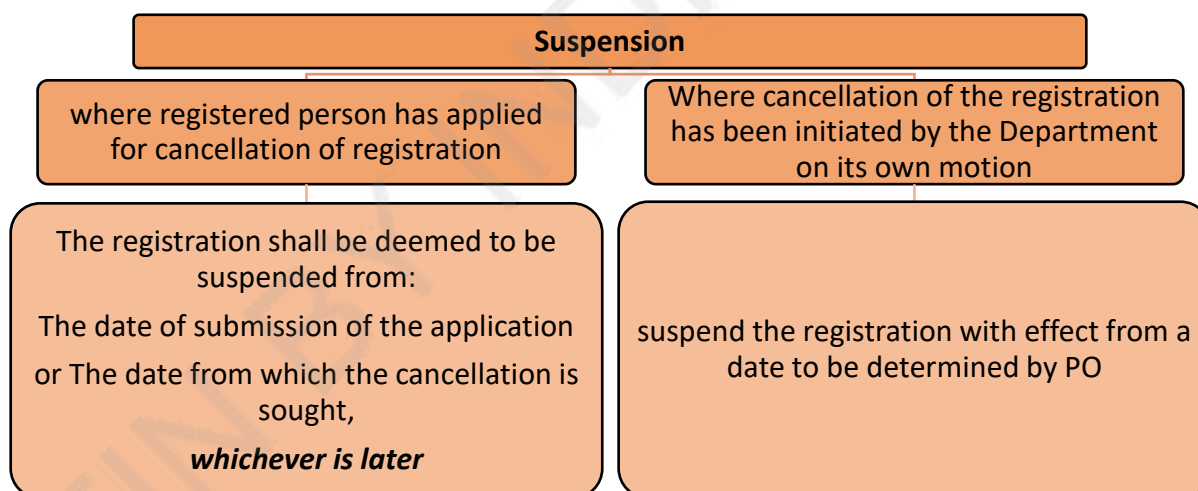 Suspension
where registered person has applied
for cancellation of registration
Where cancellation of the registration
has been initiated by the Department
on its own motion
The registration shall be deemed to be
suspended from:
The date of submission of the application
or The date from which the cancellation is
sought,
whichever is later
suspend the registration with effect from a
date to be determined by PO